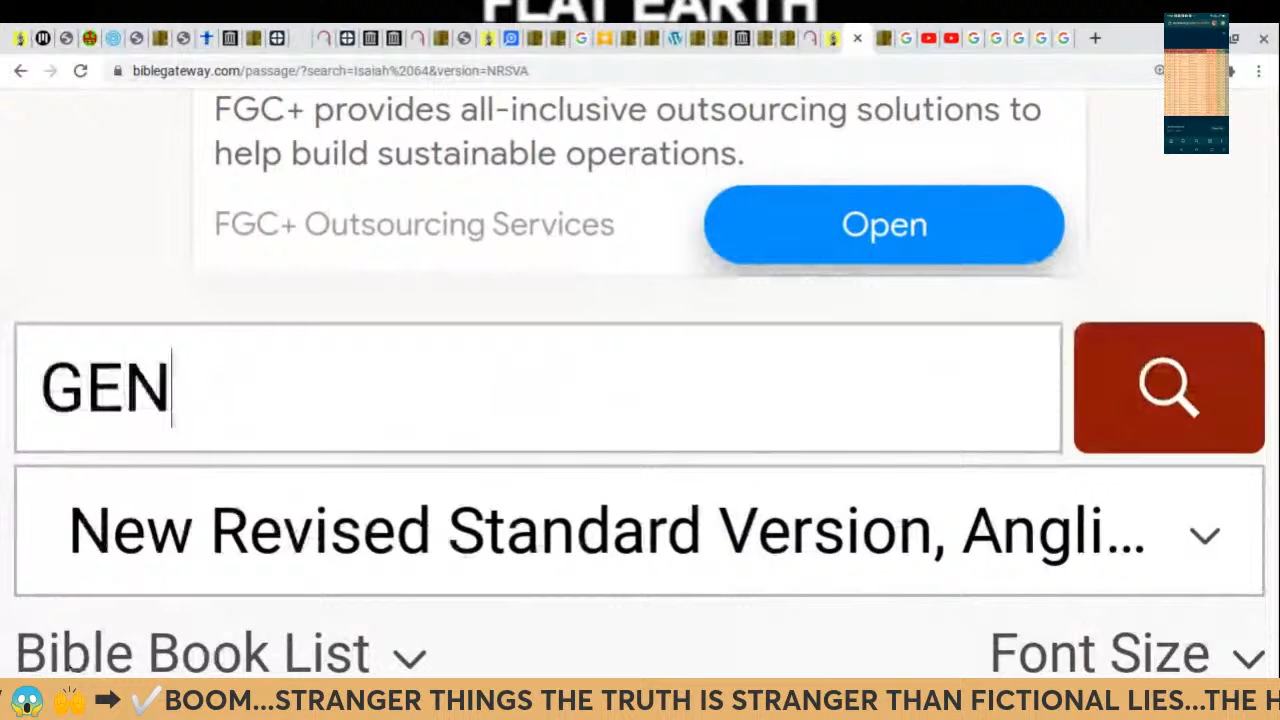 FLAT EARTH
biblegateway.com/passage/?search=Isaiah%2064&version=NRSVA
FGC+ provides all-inclusive outsourcing solutions to
help build sustainable operations.
FGC+ Outsourcing Services
Open
GEN
New Revised Standard Version, Angli...
Bible Book List
Font Size
BOOM...STRANGER THINGS THE TRUTH IS STRANGER THAN FICTIONAL LIES...THE H